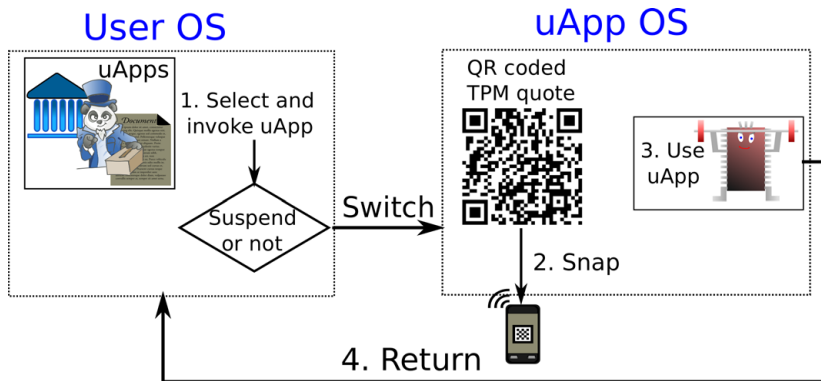 User OS
uApps
1. Select and
invoke uApp
Document
Suspend
or not
Switch
uApp OS
QR coded
TPM quote
3. Use
uApp
2. Snap
4. Return